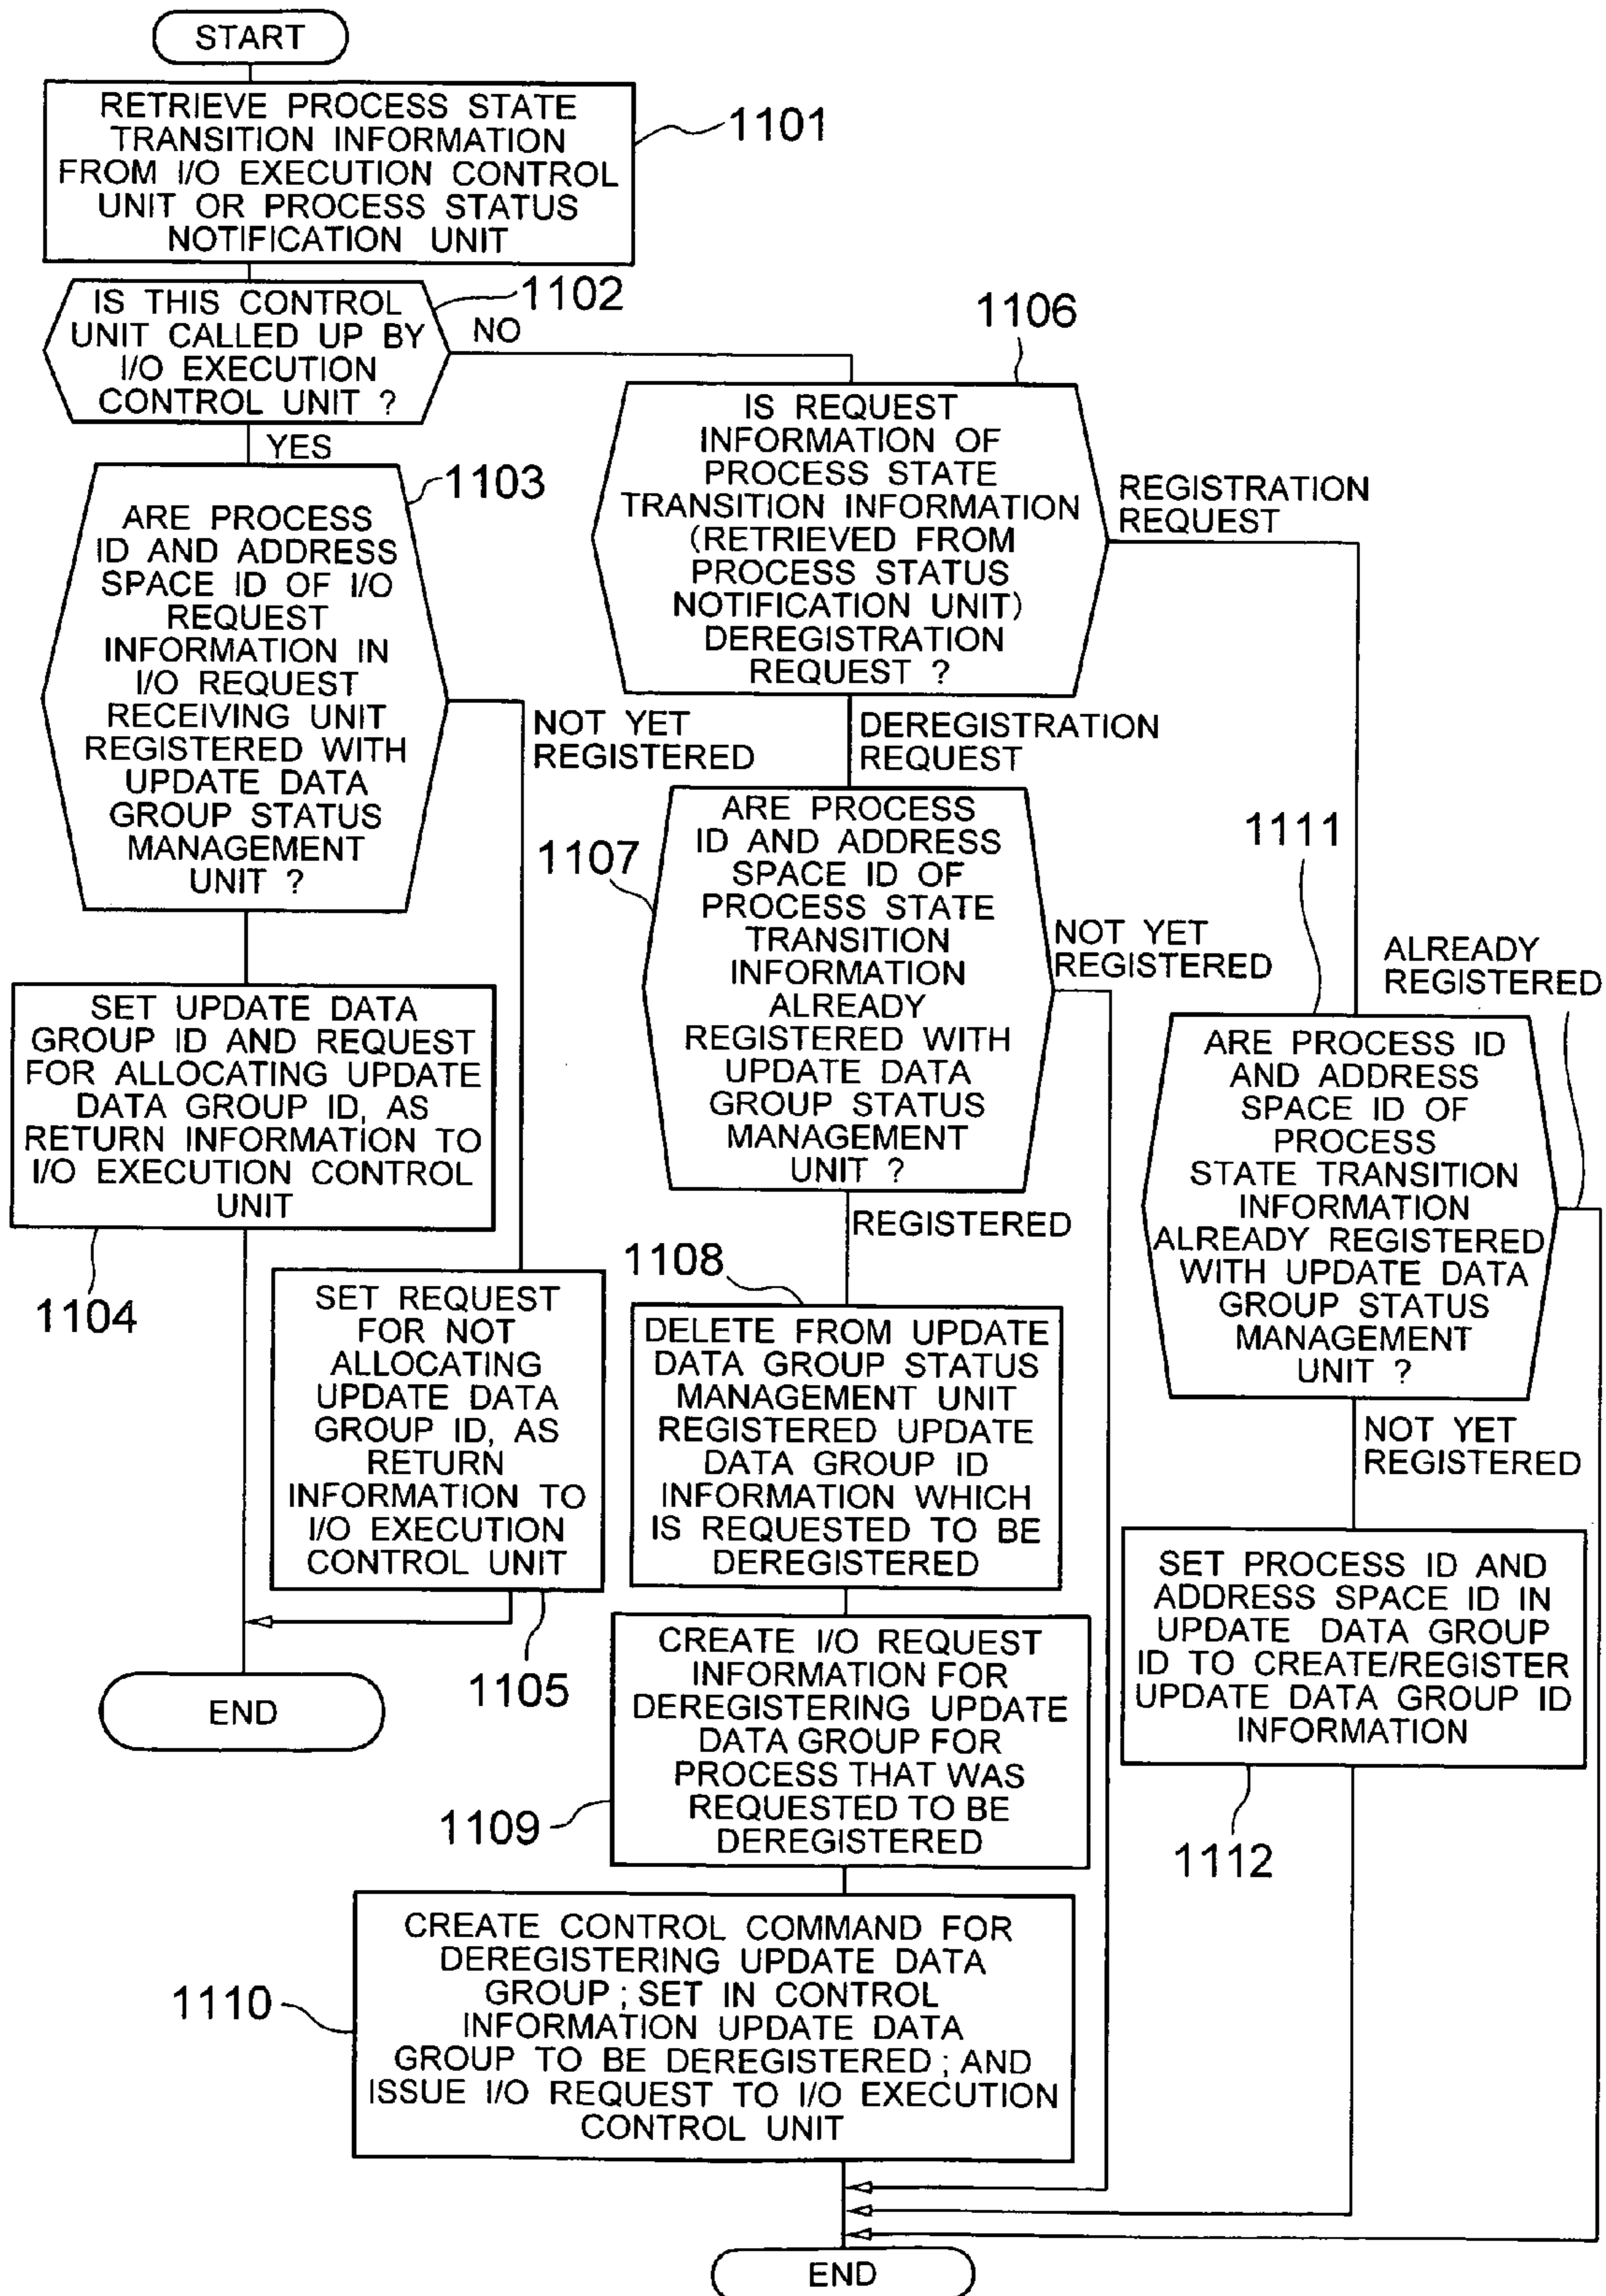 START
RETRIEVE PROCESS STATE
TRANSITION INFORMATION
FROM I/O EXECUTION CONTROL
UNIT OR PROCESS STATUS
NOTIFICATION UNIT
1101
IS THIS CONTROL
UNIT CALLED UP BY
I/O EXECUTION
CONTROL UNIT ?
1102
NO
YES
ARE PROCESS
ID AND ADDRESS
SPACE ID OF I/O
REQUEST
INFORMATION IN
I/O REQUEST
RECEIVING UNIT
REGISTERED WITH
UPDATE DATA
GROUP STATUS
MANAGEMENT
UNIT ?
1103
NOT YET
REGISTERED
SET UPDATE DATA
GROUP ID AND REQUEST
FOR ALLOCATING UPDATE
DATA GROUP ID, AS
RETURN INFORMATION TO
I/O EXECUTION CONTROL
UNIT
1104
SET REQUEST
FOR NOT
ALLOCATING
UPDATE DATA
GROUP ID, AS
RETURN
INFORMATION TO
I/O EXECUTION
CONTROL UNIT
1105
END
1106
IS REQUEST
INFORMATION OF
PROCESS STATE
TRANSITION INFORMATION
(RETRIEVED FROM
PROCESS STATUS
NOTIFICATION UNIT)
DEREGISTRATION
REQUEST ?
REGISTRATION
REQUEST
DEREGISTRATION
REQUEST
1107
ARE PROCESS
ID AND ADDRESS
SPACE ID OF
PROCESS STATE
TRANSITION
INFORMATION
ALREADY
REGISTERED WITH
UPDATE DATA
GROUP STATUS
MANAGEMENT
UNIT ?
NOT YET
REGISTERED
REGISTERED
1108
DELETE FROM UPDATE
DATA GROUP STATUS
MANAGEMENT UNIT
REGISTERED UPDATE
DATA GROUP ID
INFORMATION WHICH
IS REQUESTED TO BE
DEREGISTERED
CREATE I/O REQUEST
INFORMATION FOR
DEREGISTERING UPDATE
DATA GROUP FOR
PROCESS THAT WAS
REQUESTED TO BE
DEREGISTERED
1109
CREATE CONTROL COMMAND FOR
DEREGISTERING UPDATE DATA
GROUP ; SET IN CONTROL
INFORMATION UPDATE DATA
GROUP TO BE DEREGISTERED ; AND
ISSUE I/O REQUEST TO I/O EXECUTION
CONTROL UNIT
1110
1111
ALREADY
REGISTERED
ARE PROCESS ID
AND ADDRESS
SPACE ID OF
PROCESS
STATE TRANSITION
INFORMATION
ALREADY REGISTERED
WITH UPDATE DATA
GROUP STATUS
MANAGEMENT
UNIT ?
NOT YET
REGISTERED
SET PROCESS ID AND
ADDRESS SPACE ID IN
UPDATE DATA GROUP
ID TO CREATE/REGISTER
UPDATE DATA GROUP ID
INFORMATION
1112
END